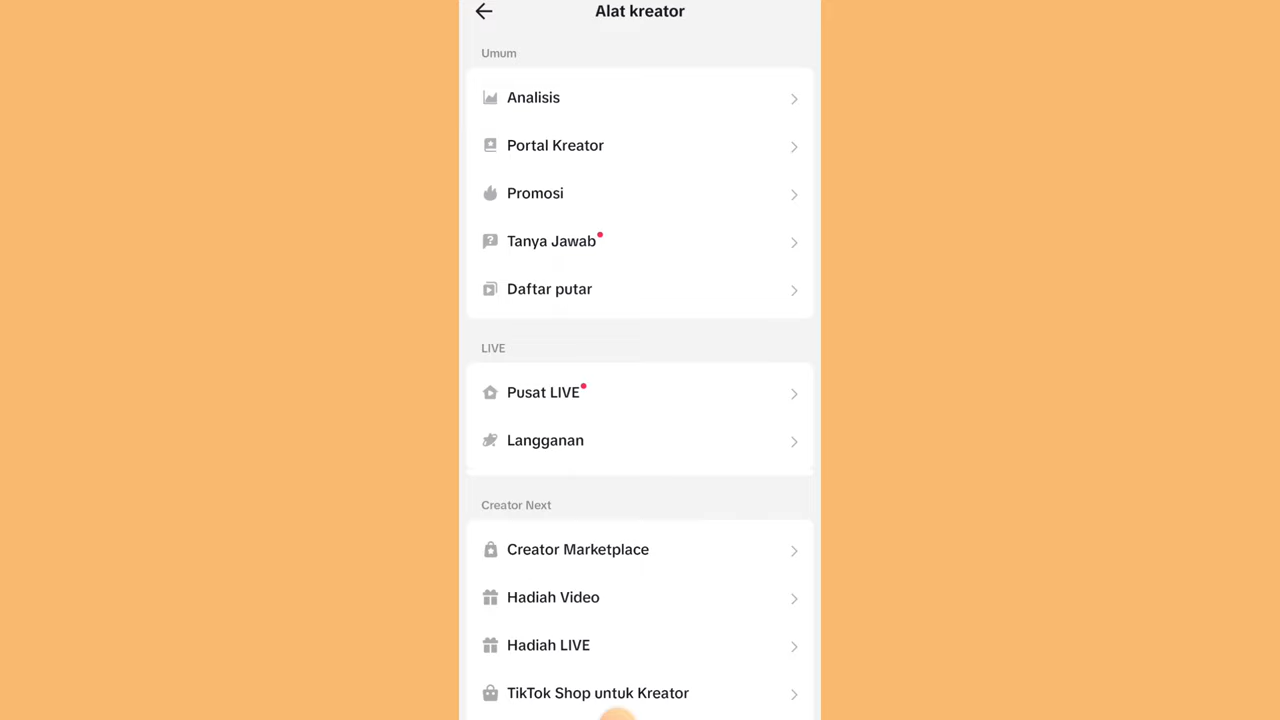 Alat kreator
Umum
Analisis
Portal Kreator
Promosi
Tanya Jawab
Daftar putar
LIVE
Pusat LIVE
Langganan
Creator Next
Creator Marketplace
Hadiah Video
Hadiah LIVE
TikTok Shop untuk Kreator